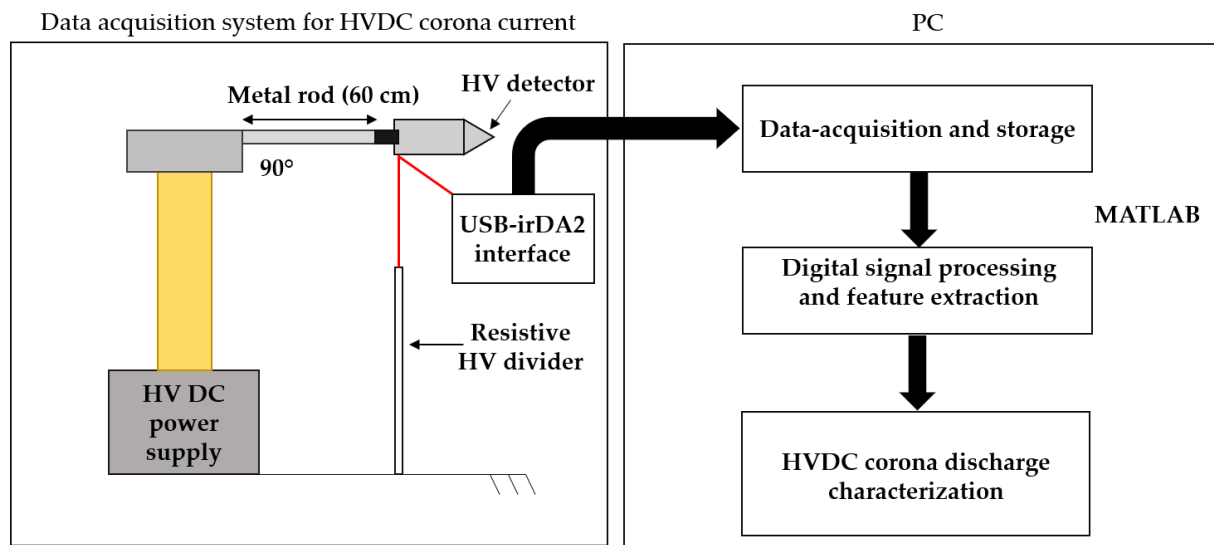 Data acquisition system for HVDC corona current
Metal rod (60 cm)
HV detector
90°
USB-irDA2
interface
Resistive
HV divider
HV DC
power
supply
PC
Data-acquisition and storage
MATLAB
Digital signal processing
and feature extraction
HVDC corona discharge
characterization